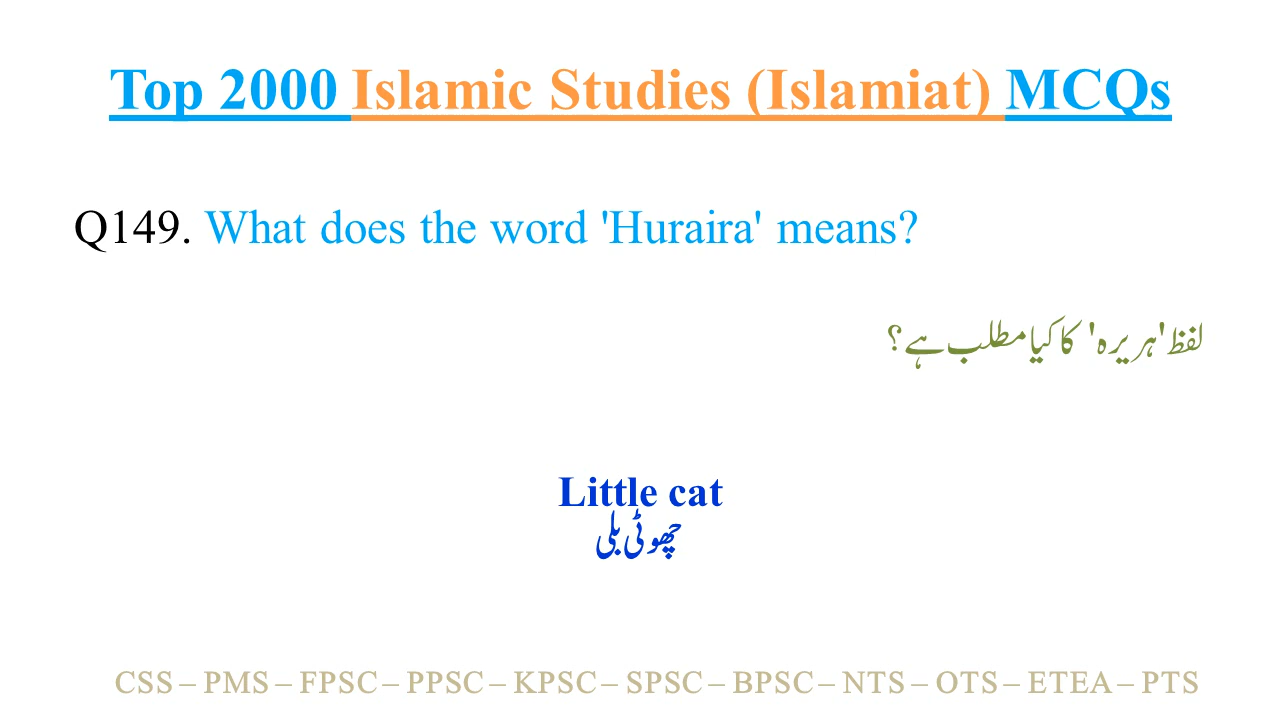 Top 2000 Islamic Studies (Islamiat) MCQs
Q149. What does the word 'Huraira' means?
لفظ 'ہریرہ' کا کیا مطلب ہے؟
Little cat
چھوٹی بلی
CSS – PMS – FPSC – PPSC – KPSC – SPSC – BPSC – NTS – OTS – ETEA – PTS